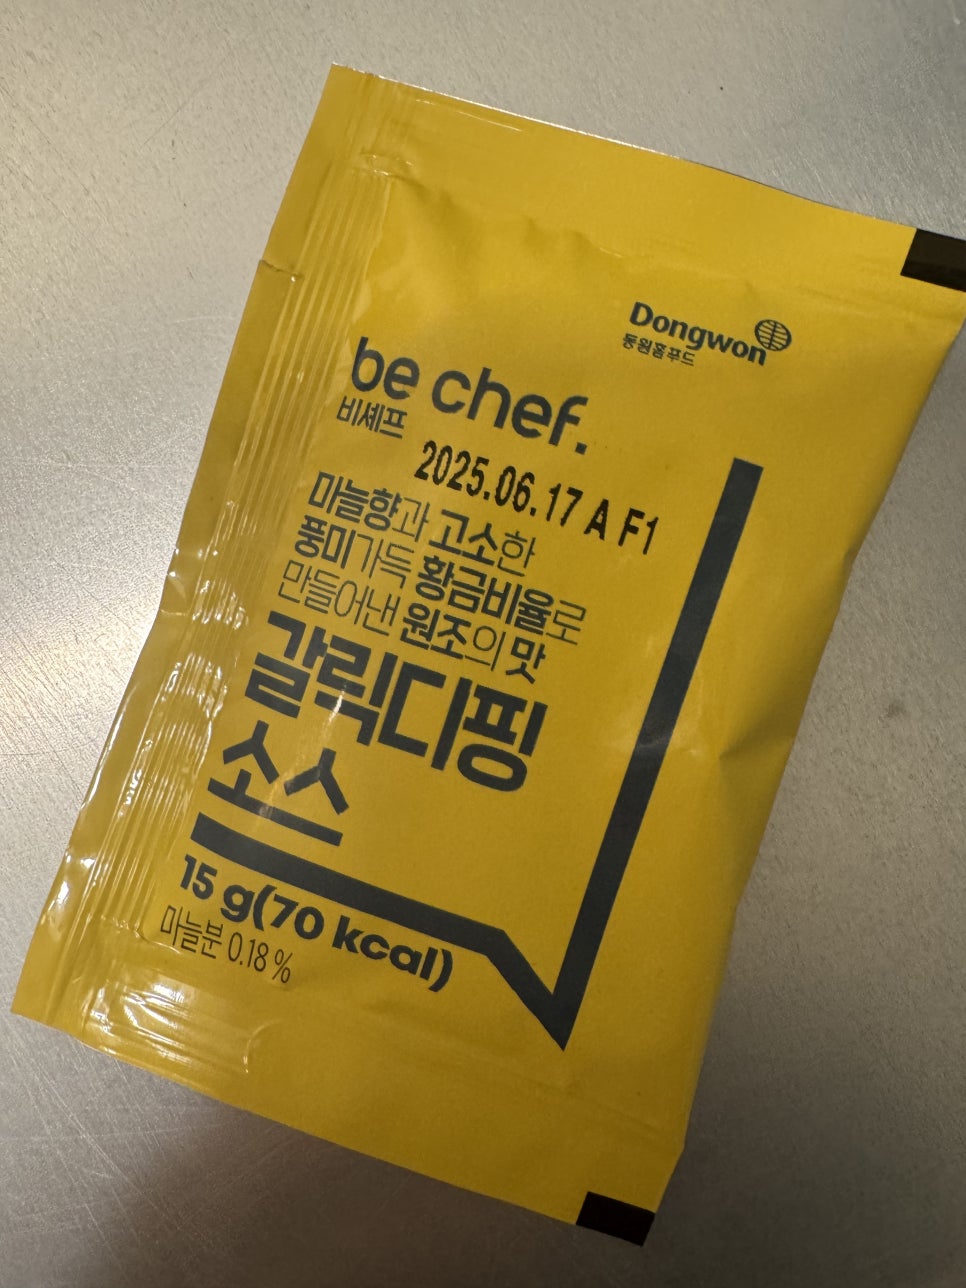 Dongwon
동원홈푸드
be chef.
비셰프
2025.06.17 A F1
마늘향과 고소한
풍미가득 황금비율로
만들어낸 원조의 맛
갈릭디핑
소스
15 g(70 kcal)
마늘분 0.18 %